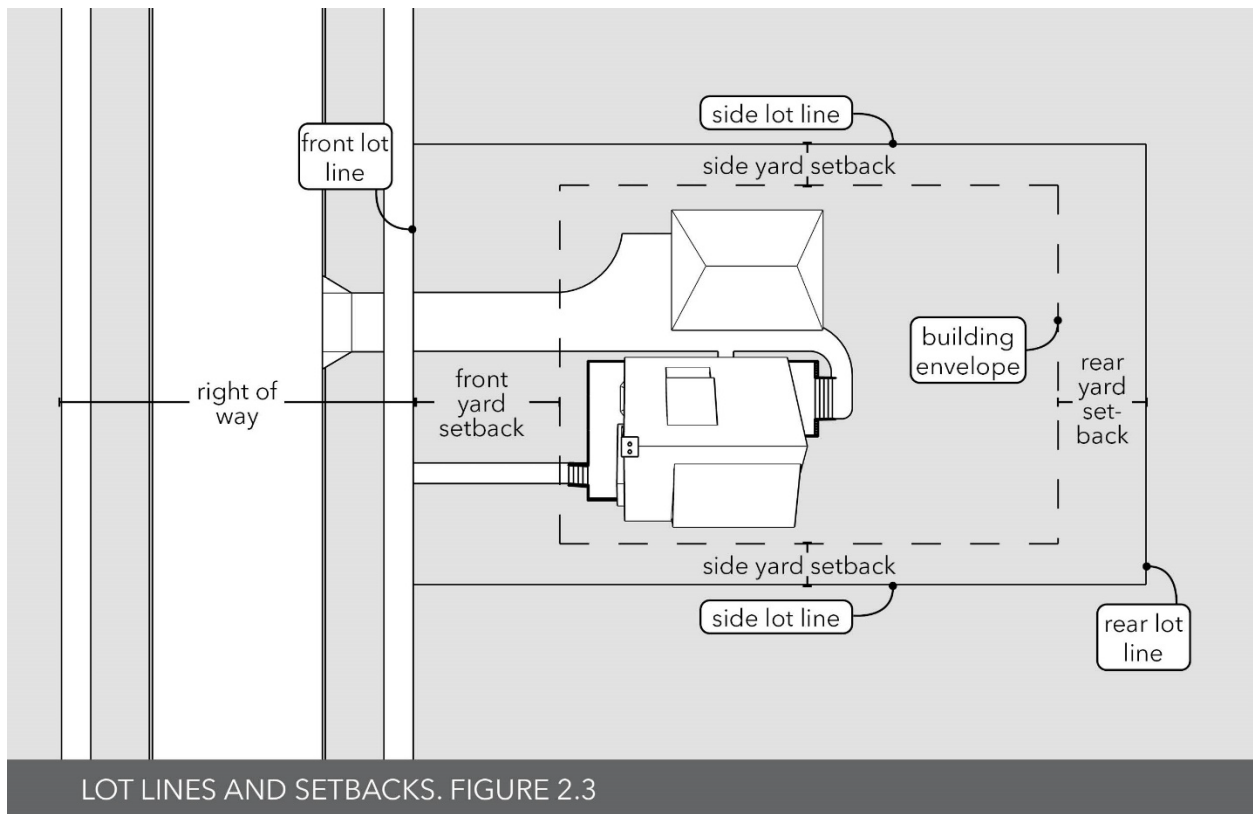 side lot line
front lot
line
side yard setback
building
envelope
right of
way
front
yard
setback
rear
yard
set-
back
side yard setback
side lot line
rear lot
line
LOT LINES AND SETBACKS. FIGURE 2.3